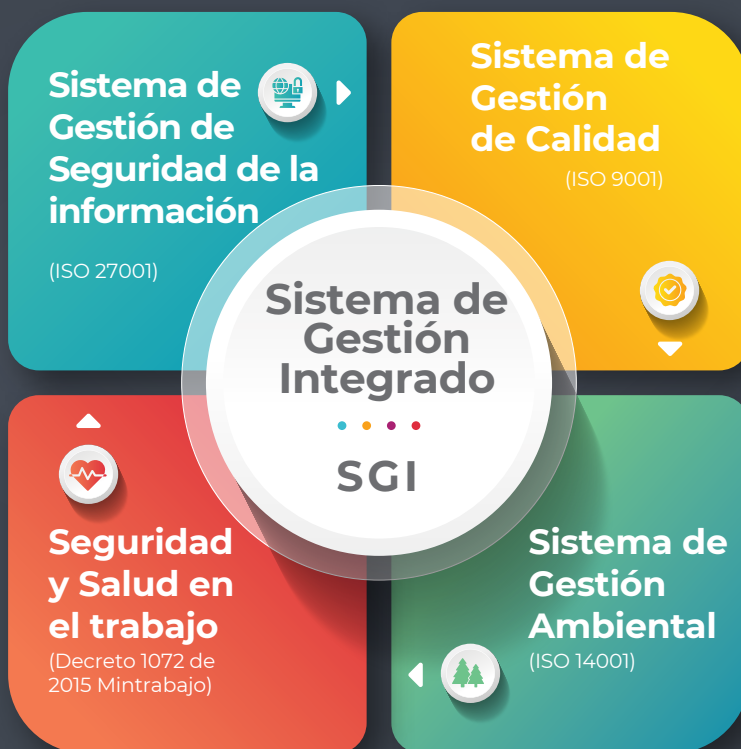 Sistema de
Gestión de
Seguridad de la
información
(ISO 27001)
Sistema de
Gestión
de Calidad
(ISO 9001)
Sistema de
Gestión
Integrado
SGI
Seguridad
y Salud en
el trabajo
(Decreto 1072 de
2015 Mintrabajo)
Sistema de
Gestión
Ambiental
(ISO 14001)